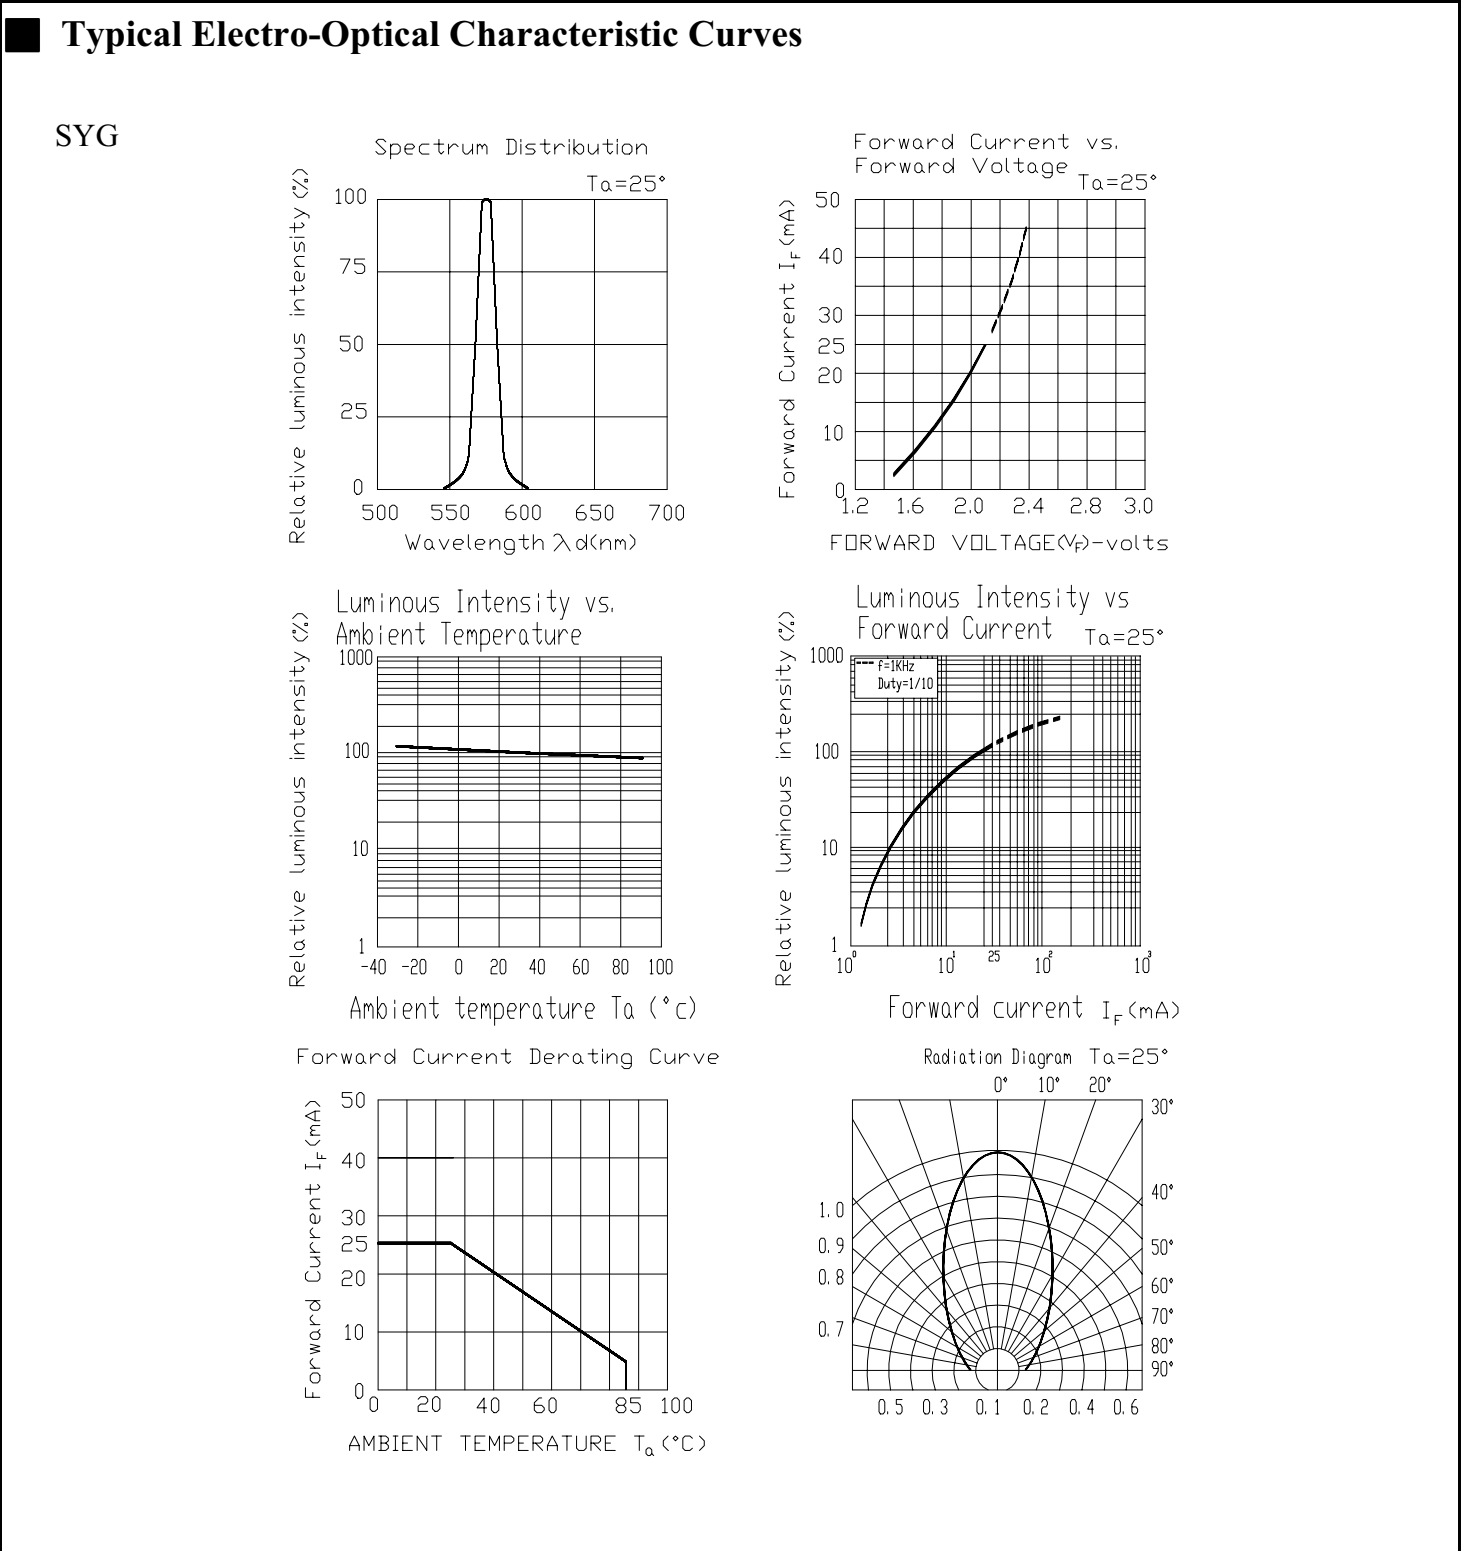 Typical Electro-Optical Characteristic Curves
SYG
Spectrum Distribution
Ta=25°
Relative luminous intensity (%)
100
75
50
25
0
500 550 600 650 700
Wavelength λd(nm)
Forward Current vs.
Forward Voltage
Ta=25°
Forward Current IF(mA)
50
40
30
25
20
10
0
1.2 1.6 2.0 2.4 2.8 3.0
FORWARD VOLTAGE(VF)-volts
Luminous Intensity vs.
Ambient Temperature
Relative luminous intensity (%)
1000
100
10
1
-40 -20 0 20 40 60 80 100
Ambient temperature Ta (°c)
Luminous Intensity vs
Forward Current
Ta=25°
Relative luminous intensity (%)
f=1KHz
Duty=1/10
1000
100
10
1
10⁰ 10¹ 25 10² 10³
Forward current IF(mA)
Forward Current Derating Curve
Forward Current IF(mA)
50
40
30
25
20
10
0
0 20 40 60 85 100
AMBIENT TEMPERATURE Ta(°C)
Radiation Diagram Ta=25°
0° 10° 20°
30°
40°
50°
60°
70°
80°
90°
1.0
0.9
0.8
0.7
0.5 0.3 0.1 0.2 0.4 0.6